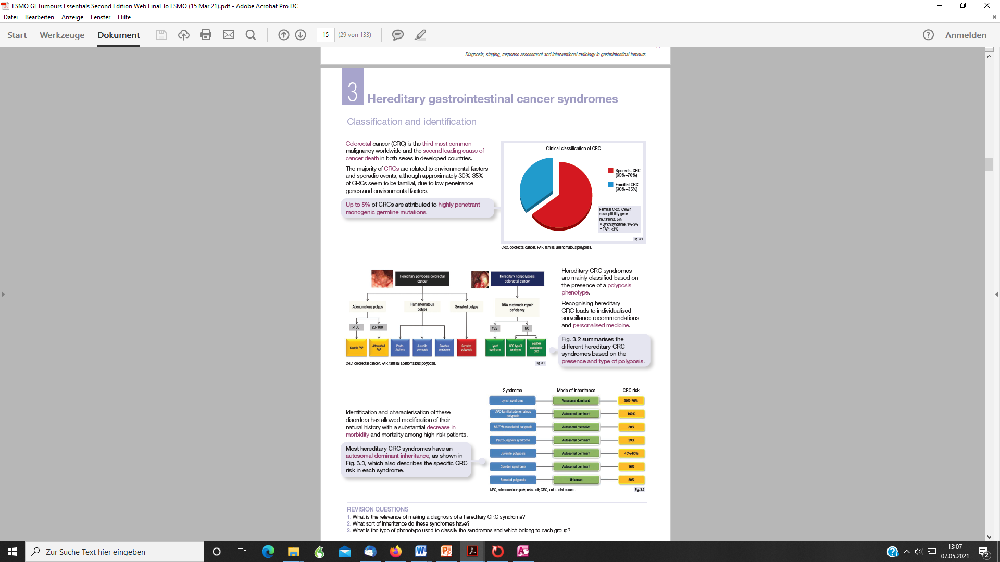 ESMO GI Tumours Essentials Second Edition Web Final To ESMO (15 Mar 21).pdf - Adobe Acrobat Pro DC
Datei Bearbeiten Anzeige Fenster Hilfe
Start Werkzeuge Dokument 15 (29 von 133) Anmelden
Diagnosis, staging, response assessment and interventional radiology in gastrointestinal tumours
3
Hereditary gastrointestinal cancer syndromes
Classification and identification
Colorectal cancer (CRC) is the third most common
malignancy worldwide and the second leading cause of
cancer death in both sexes in developed countries.
The majority of CRCs are related to environmental factors
and sporadic events, although approximately 30%-35%
of CRCs seem to be familial, due to low penetrance
genes and environmental factors.
Up to 5% of CRCs are attributed to highly penetrant
monogenic germline mutations.
Clinical classification of CRC
Sporadic CRC
(65%–70%)
Familial CRC
(30%–35%)
Familial CRC: Known
susceptibility gene
mutations: 5%
• Lynch syndrome: 1%-3%
• FAP: <1%
Fig. 3.1
CRC, colorectal cancer; FAP, familial adenomatous polyposis.
Hereditary polyposis colorectal
cancer
Hereditary nonpolyposis
colorectal cancer
Adenomatous polyps
Hamartomatous
polyps
Serrated polyps
DNA mistmach repair
deficiency
>100
20-100
YES
NO
Classic FAP
Attenuated
FAP
Peutz-
Jeghers
Juvenile
polyposis
Cowden
syndrome
Serrated
polyposis
Lynch
syndrome
CRC type X
syndrome
MUTYH
associated
CRC
CRC, colorectal cancer; FAP, familial adenomatous polyposis.
Fig. 3.2
Hereditary CRC syndromes
are mainly classified based on
the presence of a polyposis
phenotype.
Recognising hereditary
CRC leads to individualised
surveillance recommendations
and personalised medicine.
Fig. 3.2 summarises the
different hereditary CRC
syndromes based on the
presence and type of polyposis.
Identification and characterisation of these
disorders has allowed modification of their
natural history with a substantial decrease in
morbidity and mortality among high-risk patients.
Most hereditary CRC syndromes have an
autosomal dominant inheritance, as shown in
Fig. 3.3, which also describes the specific CRC
risk in each syndrome.
Syndrome Mode of inheritance CRC risk
Lynch syndrome Autosomal dominant 30%-70%
APC-familial adenomatous
polyposis Autosomal dominant 100%
MUTYH associated polyposis Autosomal recessive 80%
Peutz-Jeghers syndrome Autosomal dominant 39%
Juvenile polyposis Autosomal dominant 40%-60%
Cowden syndrome Autosomal dominant 16%
Serrated polyposis Unknown 50%
APC, adenomatous polyposis coli; CRC, colorectal cancer.
Fig. 3.3
REVISION QUESTIONS
1. What is the relevance of making a diagnosis of a hereditary CRC syndrome?
2. What sort of inheritance do these syndromes have?
3. What is the type of phenotype used to classify the syndromes and which belong to each group?
Zur Suche Text hier eingeben
13:07
07.05.2021
2